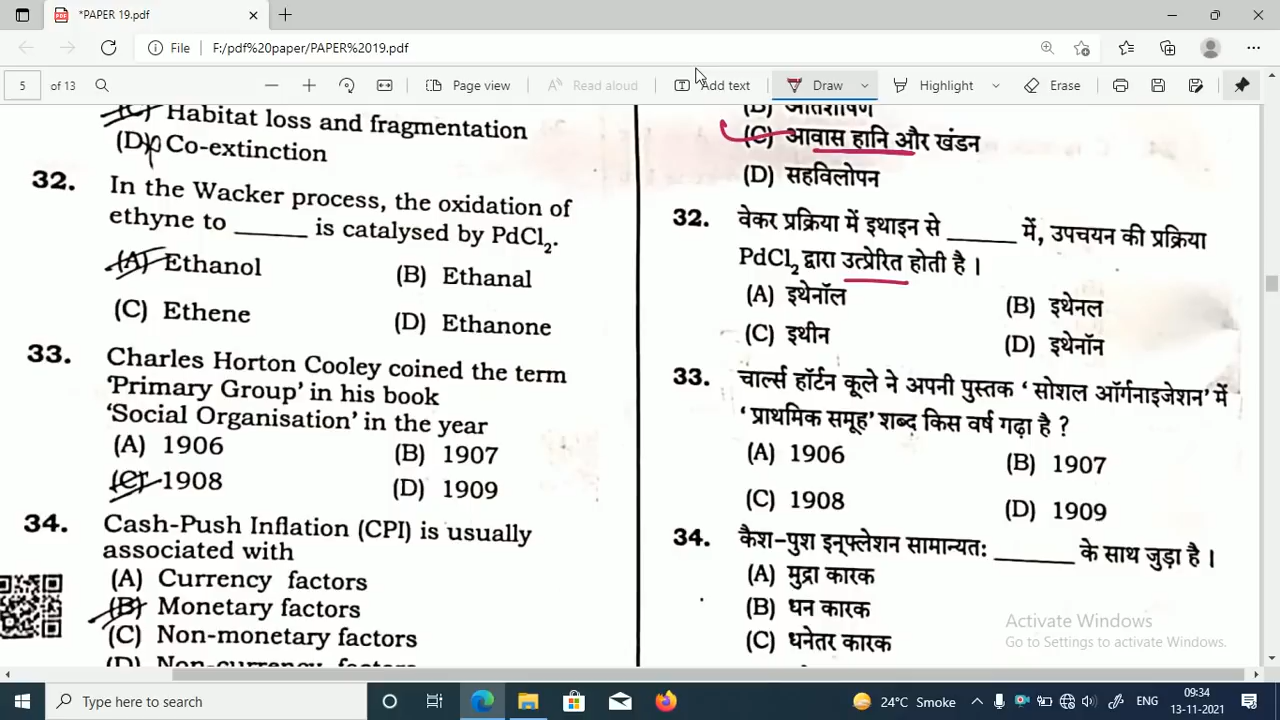 *PAPER 19.pdf
File F:/pdf%20paper/PAPER%2019.pdf
5 of 13 Page view Read aloud Add text Draw Highlight Erase
(C) Habitat loss and fragmentation
(D) Co-extinction
32. In the Wacker process, the oxidation of
ethyne to ______ is catalysed by PdCl₂.
(A) Ethanol (B) Ethanal
(C) Ethene (D) Ethanone
33. Charles Horton Cooley coined the term
'Primary Group' in his book
'Social Organisation' in the year
(A) 1906 (B) 1907
(C) 1908 (D) 1909
34. Cash-Push Inflation (CPI) is usually
associated with
(A) Currency factors
(B) Monetary factors
(C) Non-monetary factors
(D) Non-currency factors
(B) अतिशोषण
(C) आवास हानि और खंडन
(D) सहविलोपन
32. वेकर प्रक्रिया में इथाइन से ______ में, उपचयन की प्रक्रिया
PdCl₂ द्वारा उत्प्रेरित होती है ।
(A) इथेनॉल (B) इथेनल
(C) इथीन (D) इथेनॉन
33. चार्ल्स हॉर्टन कूले ने अपनी पुस्तक ' सोशल ऑर्गनाइजेशन' में
' प्राथमिक समूह' शब्द किस वर्ष गढ़ा है ?
(A) 1906 (B) 1907
(C) 1908 (D) 1909
34. कैश-पुश इन्फ्लेशन सामान्यतः ______ के साथ जुड़ा है ।
(A) मुद्रा कारक
(B) धन कारक
(C) धनेतर कारक
Activate Windows
Go to Settings to activate Windows.
Type here to search
24°C Smoke ENG 09:34
13-11-2021